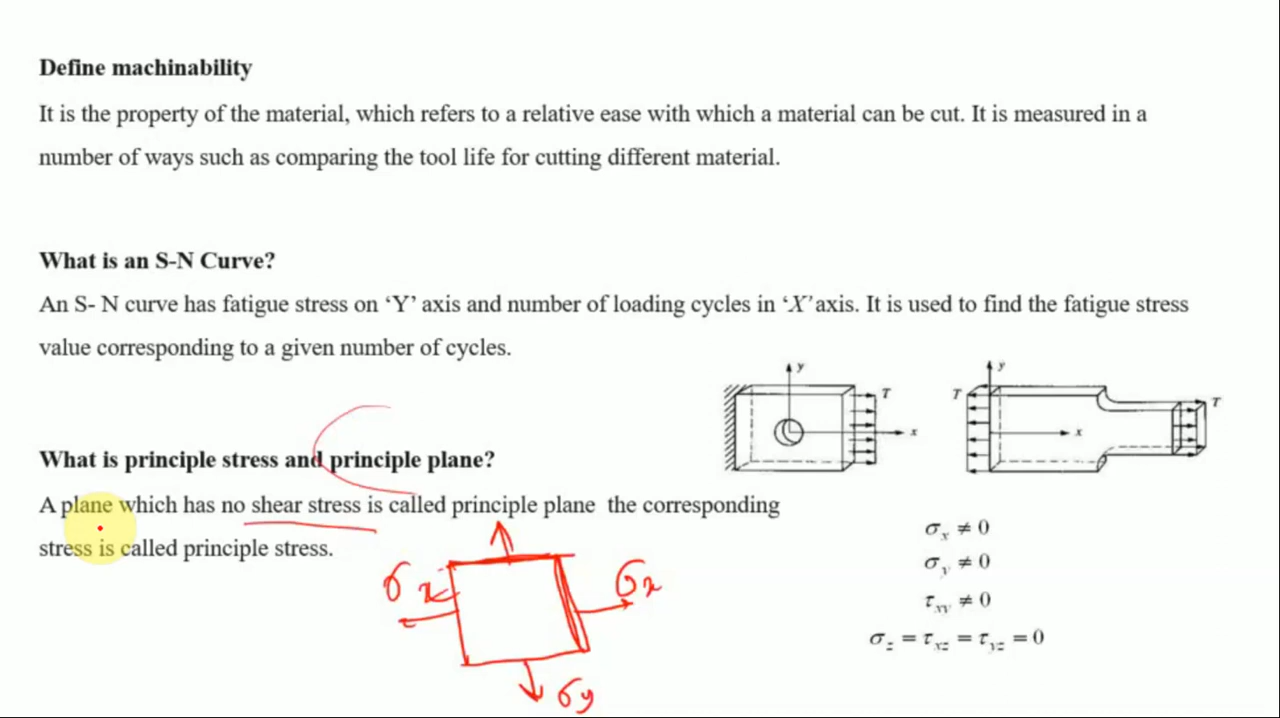 Define machinability
It is the property of the material, which refers to a relative ease with which a material can be cut. It is measured in a
number of ways such as comparing the tool life for cutting different material.
What is an S-N Curve?
An S- N curve has fatigue stress on ‘Y’ axis and number of loading cycles in ‘X’axis. It is used to find the fatigue stress
value corresponding to a given number of cycles.
y
T
x
y
T
T
x
What is principle stress and principle plane?
A plane which has no shear stress is called principle plane the corresponding
stress is called principle stress.
σx ≠ 0
σy ≠ 0
τxy ≠ 0
σz = τxz = τyz = 0
σx
σx
σy